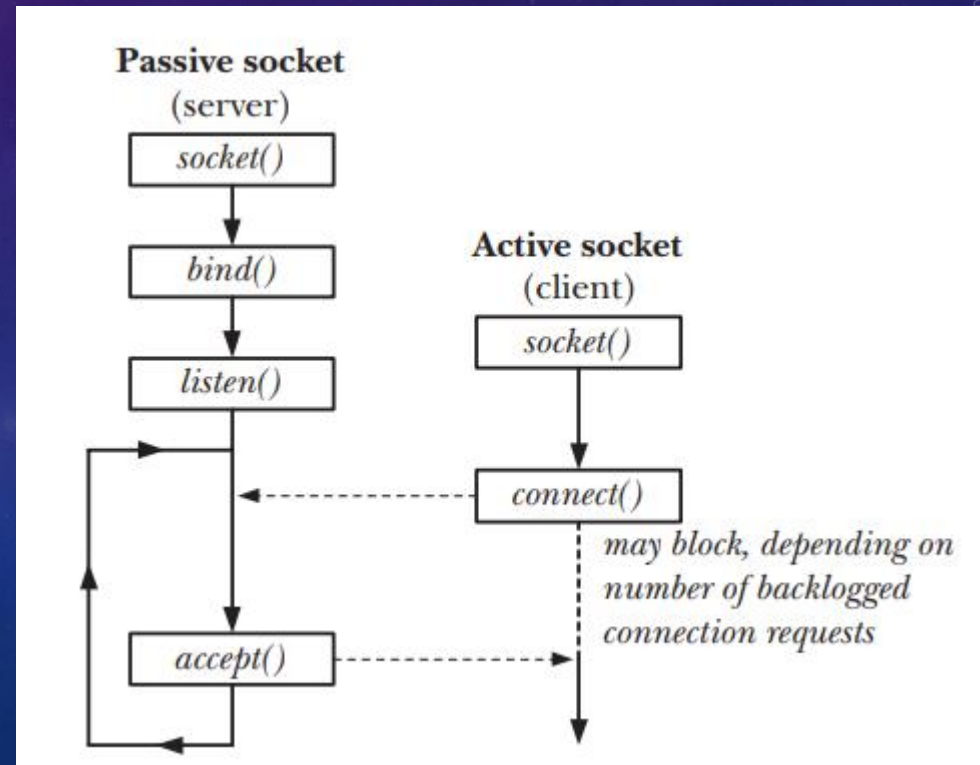 Passive socket
(server)
socket()
bind()
listen()
accept()
Active socket
(client)
socket()
connect()
may block, depending on
number of backlogged
connection requests